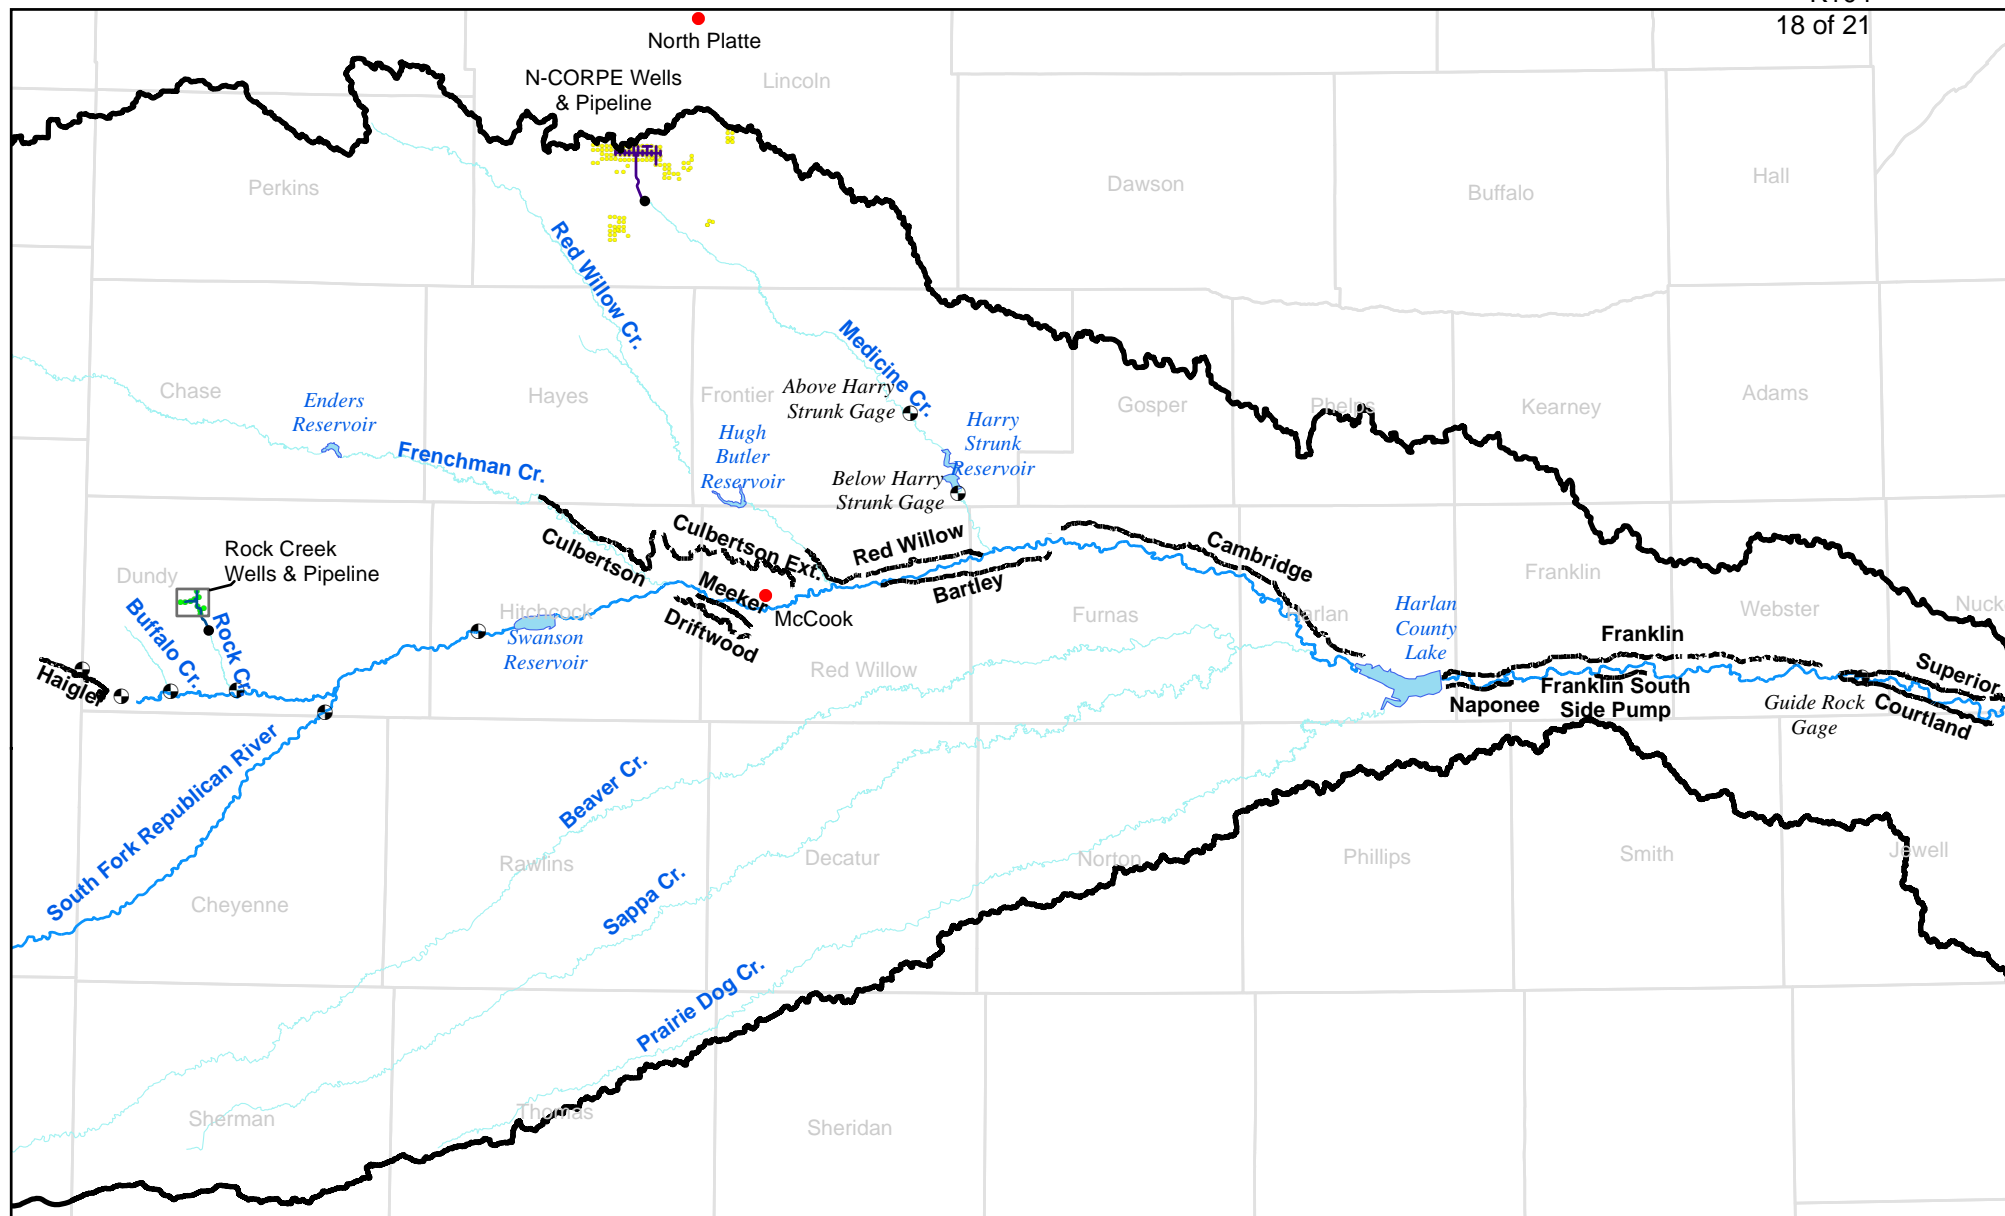 18 of 21
North Platte
N-CORPE Wells
& Pipeline
Lincoln
Perkins
Dawson
Buffalo
Hall
Red Willow Cr.
Medicine Cr.
Chase
Enders
Reservoir
Hayes
Frontier
Above Harry
Strunk Gage
Harry
Strunk
Reservoir
Gosper
Phelps
Kearney
Adams
Frenchman Cr.
Hugh
Butler
Reservoir
Below Harry
Strunk Gage
Rock Creek
Wells & Pipeline
Dundy
Culbertson
Culbertson Ext.
Red Willow
Bartley
Cambridge
Franklin
Meeker
McCook
Driftwood
Buffalo Cr.
Rock Cr.
Haigler
Hitchcock
Swanson
Reservoir
Red Willow
Furnas
Harlan
Harlan
County
Lake
Webster
Nuck
Franklin
Naponee
Franklin South
Side Pump
Guide Rock
Gage
Superior
Courtland
South Fork Republican River
Beaver Cr.
Sappa Cr.
Prairie Dog Cr.
Cheyenne
Rawlins
Decatur
Norton
Phillips
Smith
Jewell
Sherman
Thomas
Sheridan